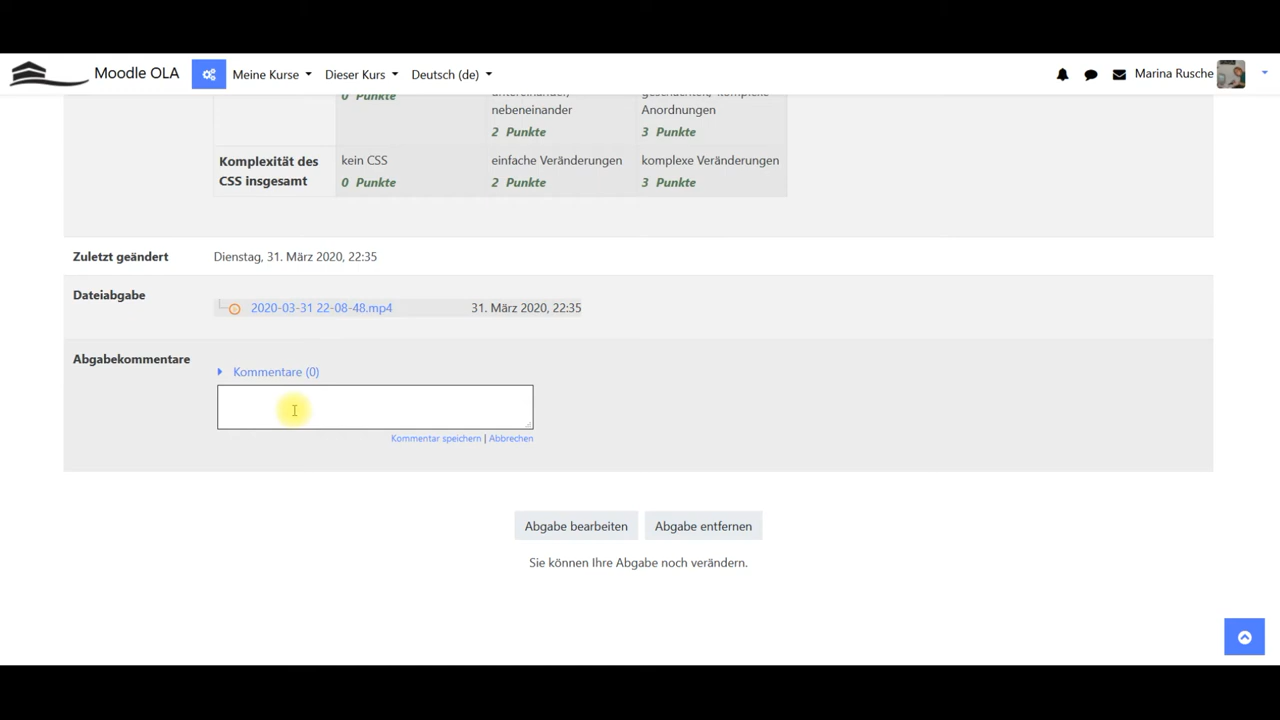 Moodle OLA Meine Kurse Dieser Kurs Deutsch (de) Marina Rusche
0 Punkte
nebeneinander
Anordnungen
2 Punkte
3 Punkte
Komplexität des
CSS insgesamt
kein CSS
einfache Veränderungen
komplexe Veränderungen
0 Punkte
2 Punkte
3 Punkte
Zuletzt geändert
Dienstag, 31. März 2020, 22:35
Dateiabgabe
2020-03-31 22-08-48.mp4
31. März 2020, 22:35
Abgabekommentare
Kommentare (0)
Kommentar speichern | Abbrechen
Abgabe bearbeiten
Abgabe entfernen
Sie können Ihre Abgabe noch verändern.